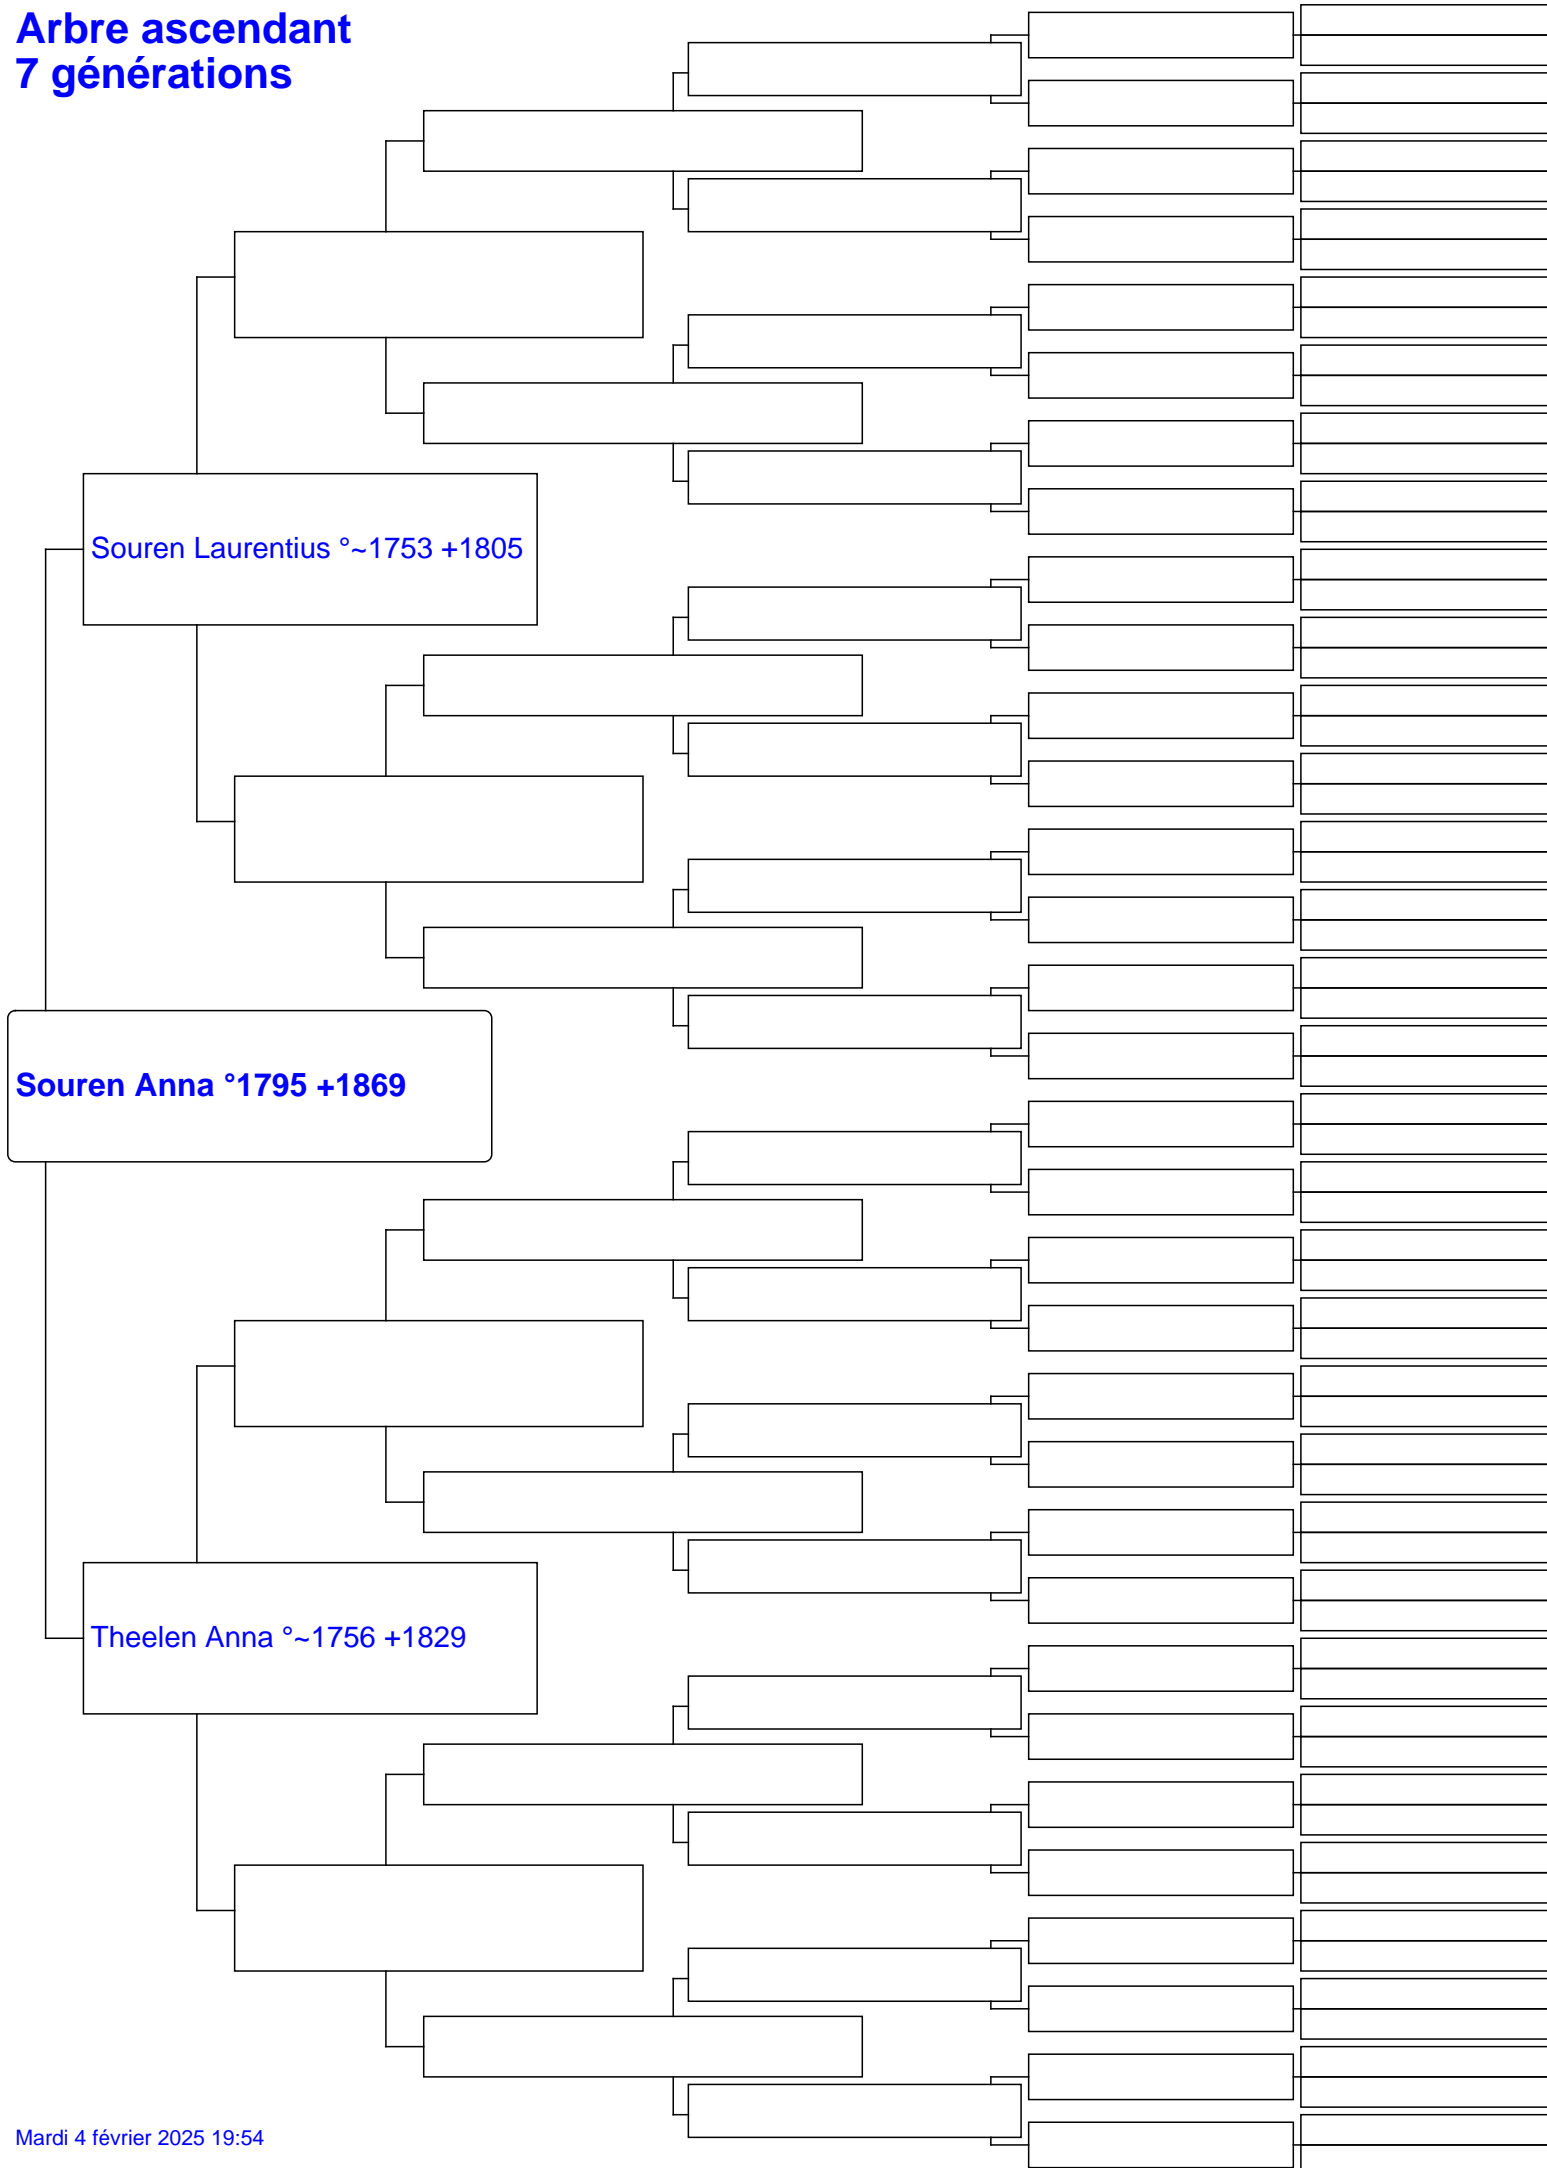 Arbre ascendant
7 générations
Souren Laurentius °~1753 +1805
Souren Anna °1795 +1869
Theelen Anna °~1756 +1829
Mardi 4 février 2025 19:54